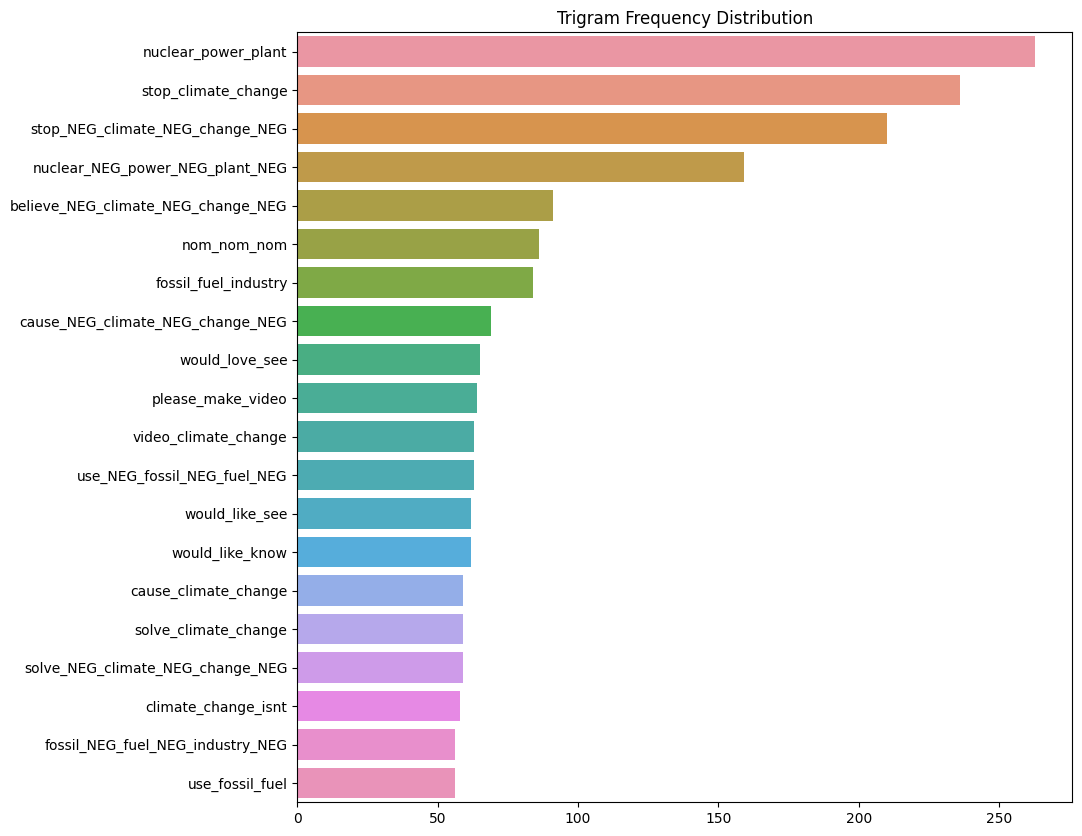 Trigram Frequency Distribution
nuclear_power_plant
stop_climate_change
stop_NEG_climate_NEG_change_NEG
nuclear_NEG_power_NEG_plant_NEG
believe_NEG_climate_NEG_change_NEG
nom_nom_nom
fossil_fuel_industry
cause_NEG_climate_NEG_change_NEG
would_love_see
please_make_video
video_climate_change
use_NEG_fossil_NEG_fuel_NEG
would_like_see
would_like_know
cause_climate_change
solve_climate_change
solve_NEG_climate_NEG_change_NEG
climate_change_isnt
fossil_NEG_fuel_NEG_industry_NEG
use_fossil_fuel
0 50 100 150 200 250